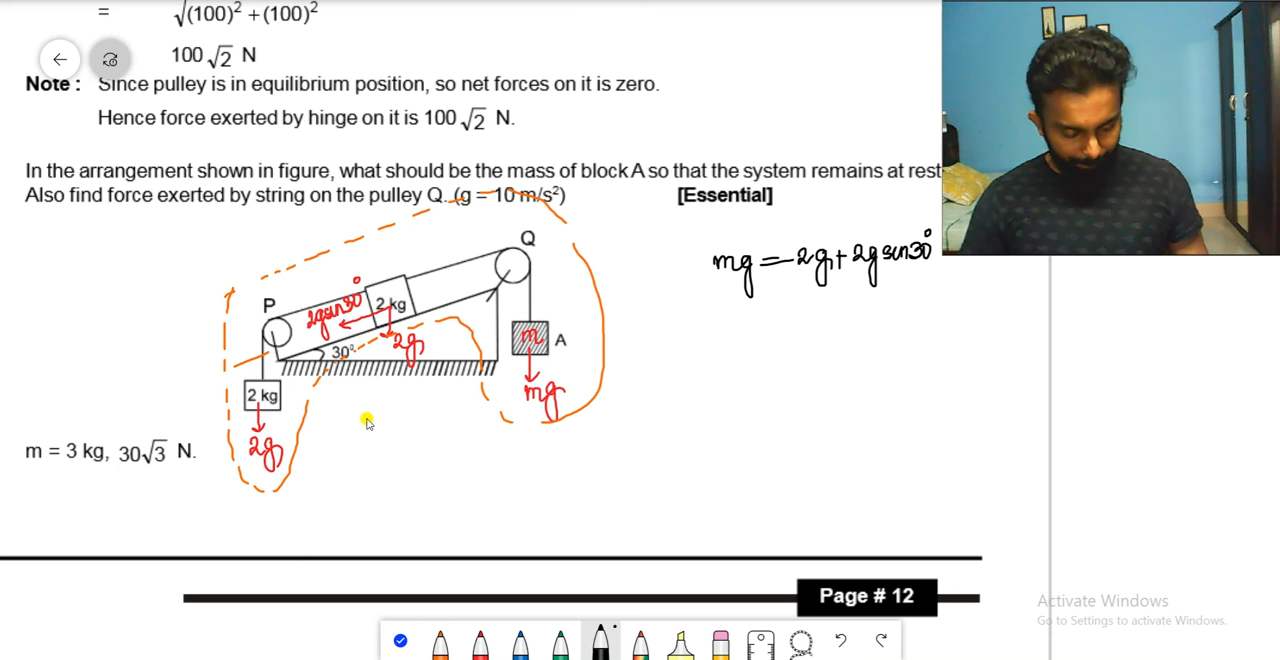 = √(100)² + (100)²
100 √2 N
Note : Since pulley is in equilibrium position, so net forces on it is zero.
Hence force exerted by hinge on it is 100 √2 N.
In the arrangement shown in figure, what should be the mass of block A so that the system remains at rest
Also find force exerted by string on the pulley Q. (g = 10 m/s²) [Essential]
mg = 2g + 2g sin30°
Q
P
2g sin30°
2 kg
30°
2g
m
A
mg
2 kg
2g
m = 3 kg, 30√3 N.
Page # 12
Activate Windows
Go to Settings to activate Windows.